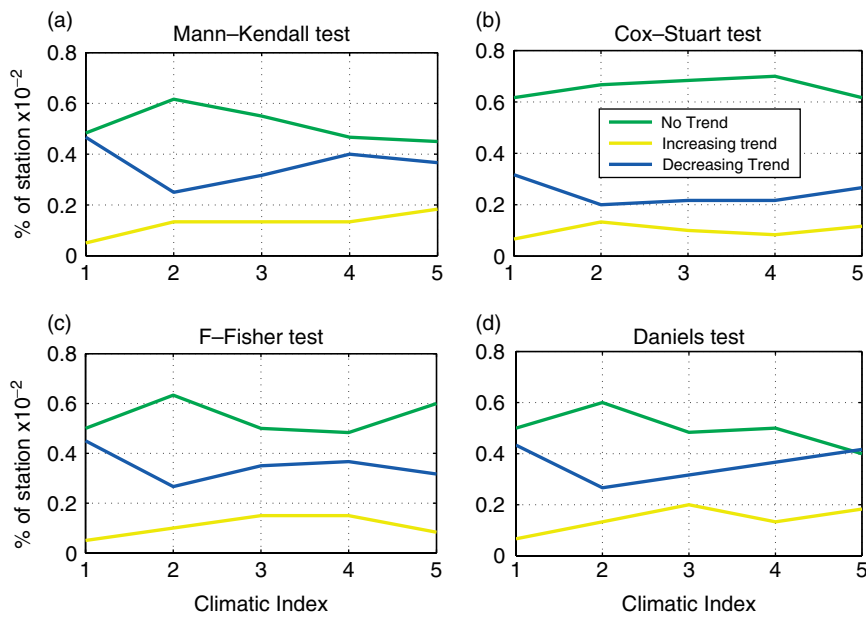 (a)
Mann–Kendall test
% of station x10⁻²
0.8
0.6
0.4
0.2
0
1 2 3 4 5
(b)
Cox–Stuart test
0.8
0.6
0.4
0.2
0
1 2 3 4 5
No Trend
Increasing trend
Decreasing Trend
(c)
F–Fisher test
% of station x10⁻²
0.8
0.6
0.4
0.2
0
1 2 3 4 5
Climatic Index
(d)
Daniels test
0.8
0.6
0.4
0.2
0
1 2 3 4 5
Climatic Index